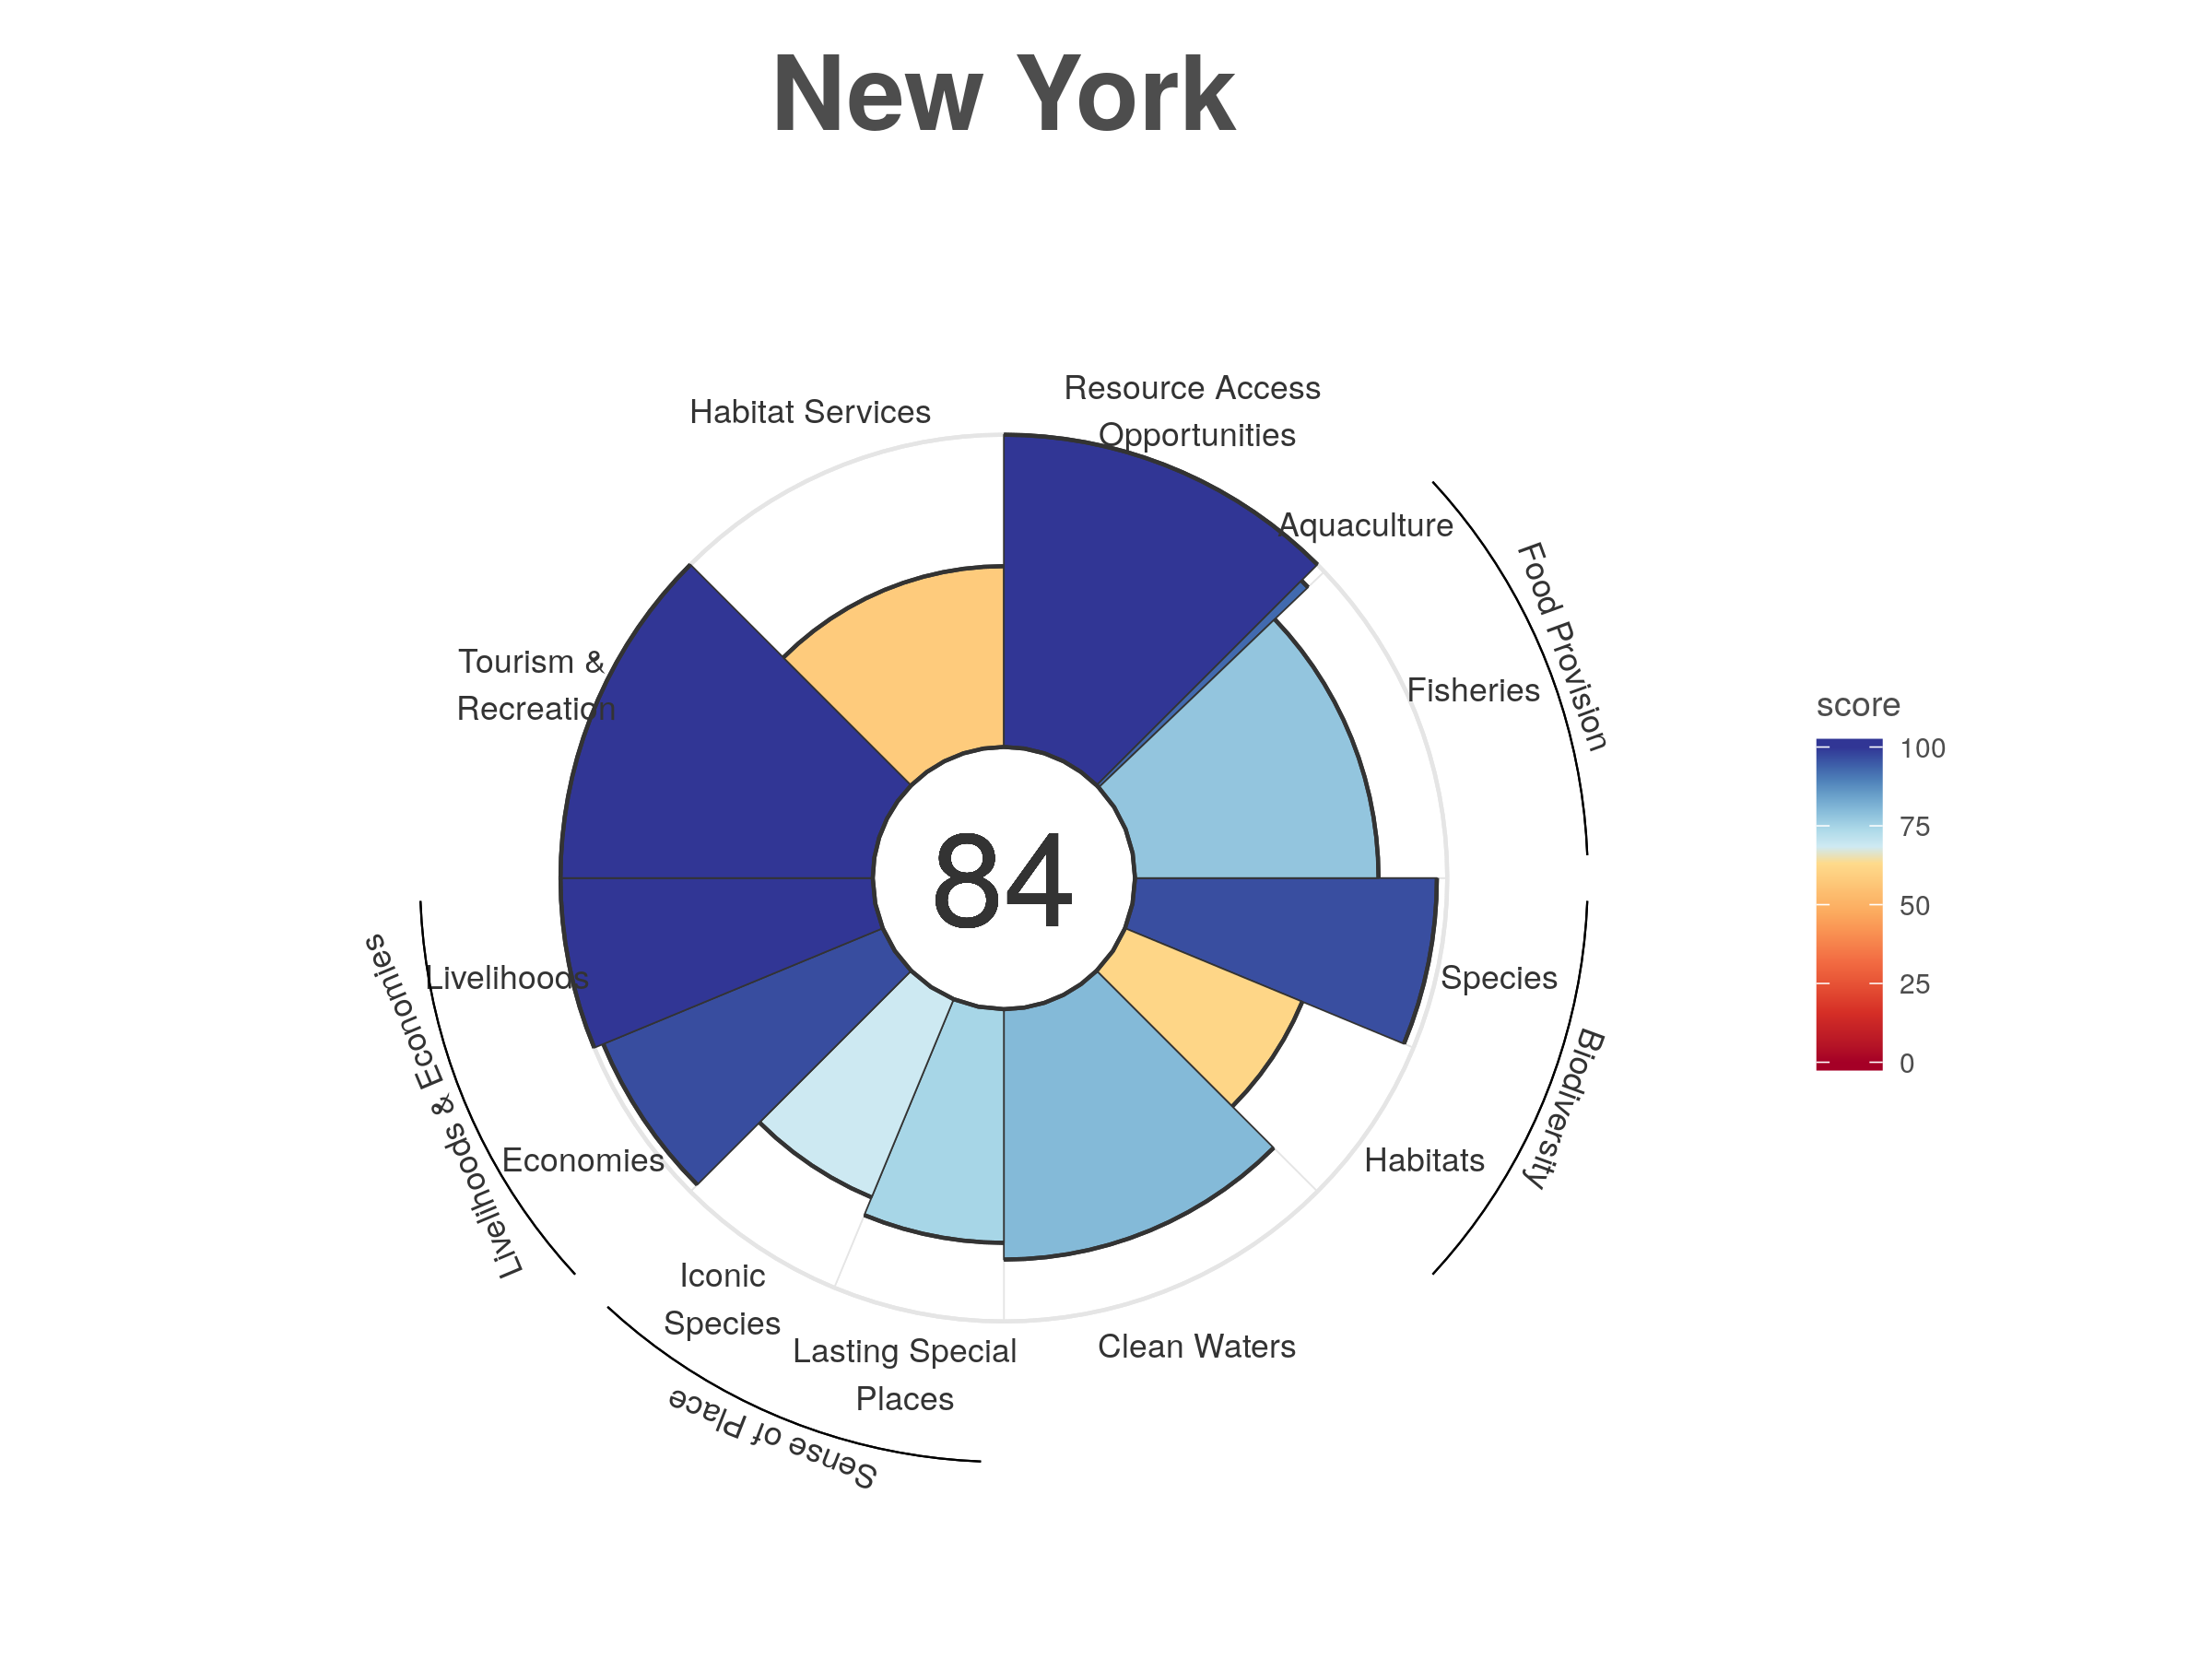 New York
Resource Access
Opportunities
Habitat Services
Aquaculture
Food Provision
Fisheries
Tourism &
Recreation
score
100
75
50
25
0
84
Species
Livelihoods
Livelihoods & Economies
Biodiversity
Economies
Habitats
Iconic
Species
Lasting Special
Places
Clean Waters
Sense of Place